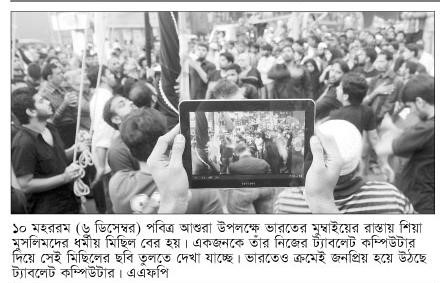 ১০ মহররম (৬ ডিসেম্বর) পবিত্র আশুরা উপলক্ষে ভারতের মুম্বাইয়ের রাস্তায় শিয়া
মুসলিমদের ধর্মীয় মিছিল বের হয়। একজনকে তাঁর নিজের ট্যাবলেট কম্পিউটার
দিয়ে সেই মিছিলের ছবি তুলতে দেখা যাচ্ছে। ভারতেও ক্রমেই জনপ্রিয় হয়ে উঠছে
ট্যাবলেট কম্পিউটার। এএফপি